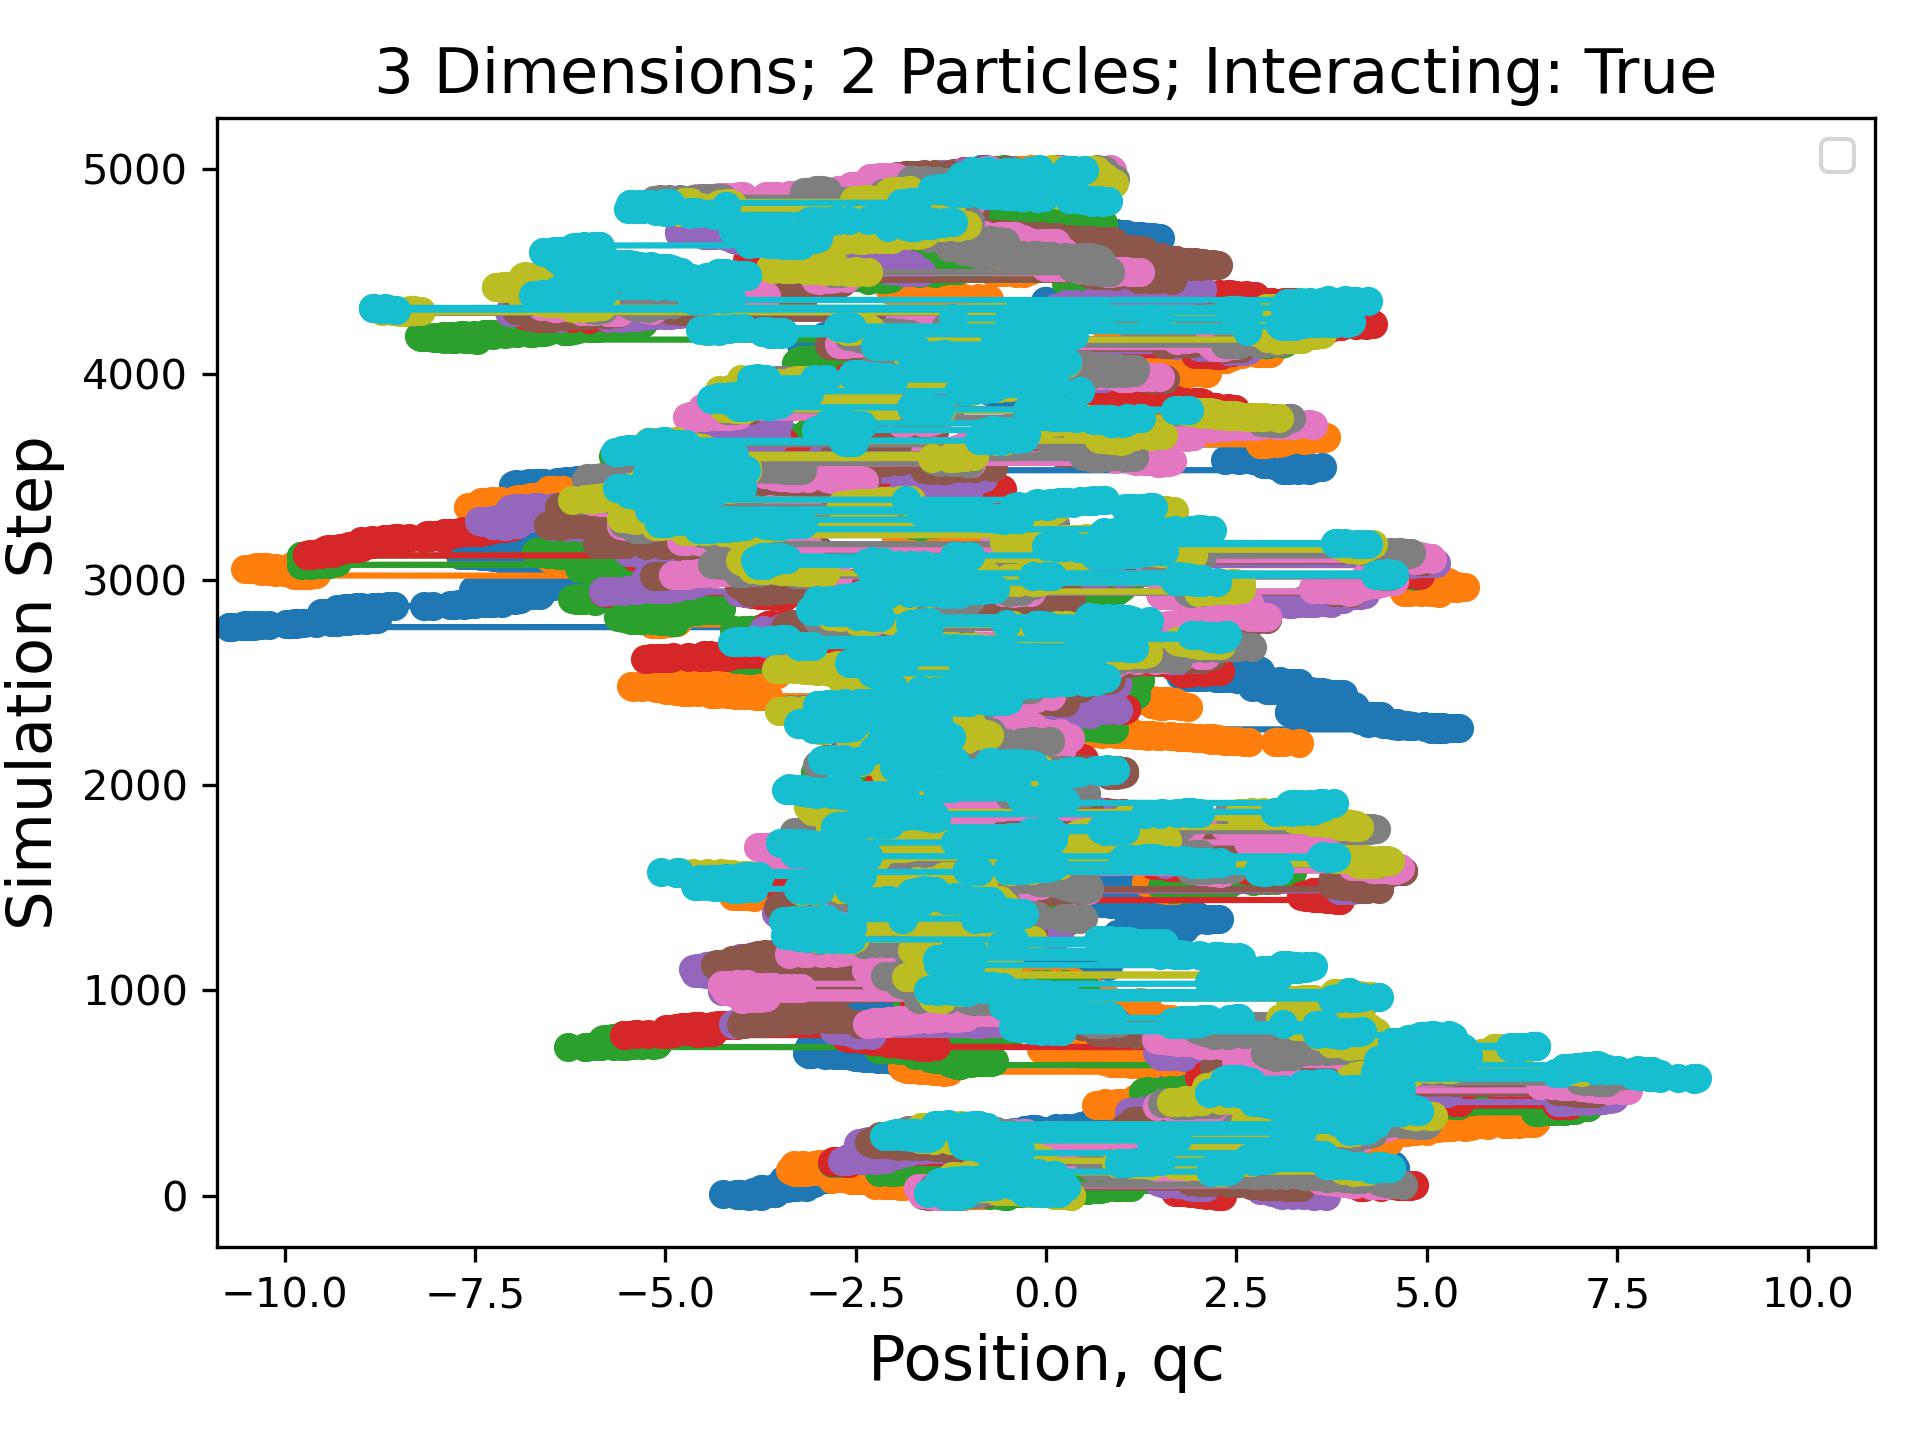 3 Dimensions; 2 Particles; Interacting: True
Simulation Step
5000
4000
3000
2000
1000
0
−10.0 −7.5 −5.0 −2.5 0.0 2.5 5.0 7.5 10.0
Position, qc